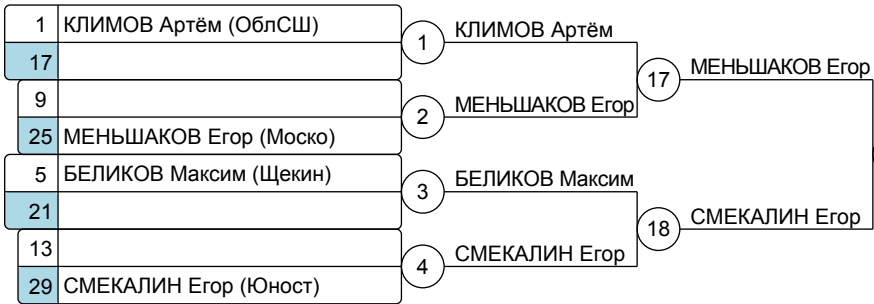 1 КЛИМОВ Артём (ОблСШ)
17
9
25 МЕНЬШАКОВ Егор (Моско)
5 БЕЛИКОВ Максим (Щекин)
21
13
29 СМЕКАЛИН Егор (Юност)
1 КЛИМОВ Артём
2 МЕНЬШАКОВ Егор
3 БЕЛИКОВ Максим
4 СМЕКАЛИН Егор
17 МЕНЬШАКОВ Егор
18 СМЕКАЛИН Егор